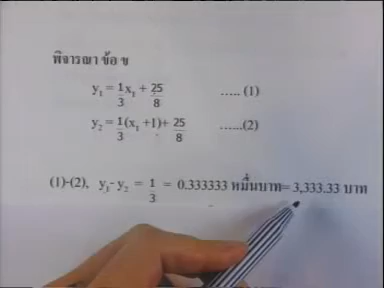 พิจารณา ข้อ ข
y₁ = 1/3 x₁ + 25/8 ..... (1)
y₂ = 1/3 (x₁ +1)+ 25/8 ......(2)
(1)-(2), y₁- y₂ = 1/3 = 0.333333 หมื่นบาท= 3,333.33 บาท